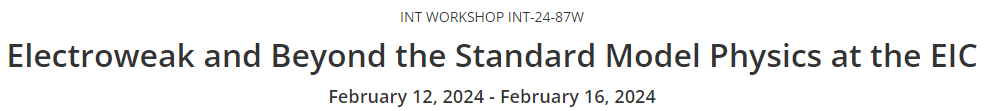 INT WORKSHOP INT-24-87W
Electroweak and Beyond the Standard Model Physics at the EIC
February 12, 2024 - February 16, 2024